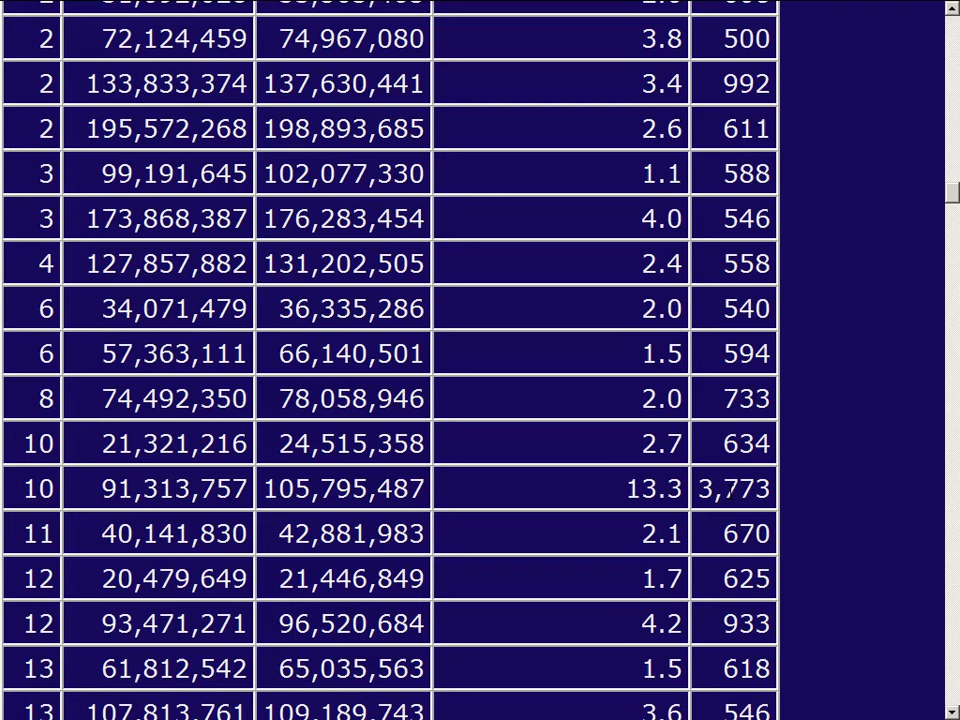 2 72,124,459 74,967,080 3.8 500
2 133,833,374 137,630,441 3.4 992
2 195,572,268 198,893,685 2.6 611
3 99,191,645 102,077,330 1.1 588
3 173,868,387 176,283,454 4.0 546
4 127,857,882 131,202,505 2.4 558
6 34,071,479 36,335,286 2.0 540
6 57,363,111 66,140,501 1.5 594
8 74,492,350 78,058,946 2.0 733
10 21,321,216 24,515,358 2.7 634
10 91,313,757 105,795,487 13.3 3,773
11 40,141,830 42,881,983 2.1 670
12 20,479,649 21,446,849 1.7 625
12 93,471,271 96,520,684 4.2 933
13 61,812,542 65,035,563 1.5 618
13 107,813,761 109,189,743 3.6 546